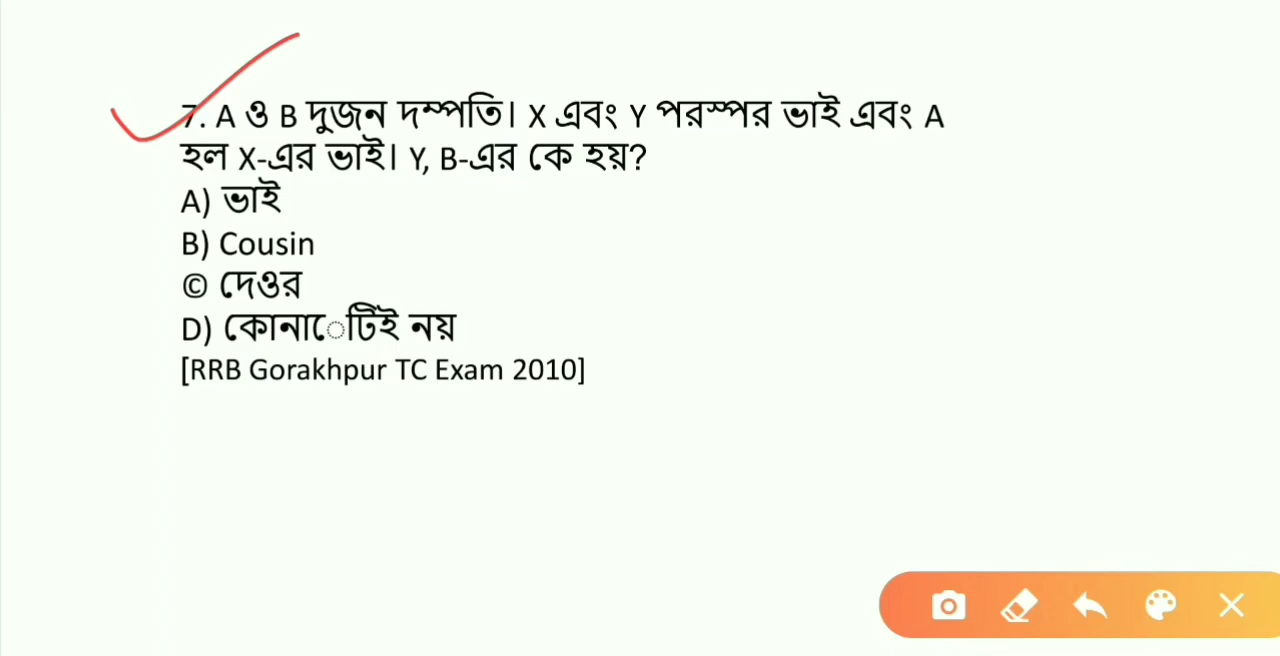 7. A ও B দুজন দম্পতি। X এবং Y পরস্পর ভাই এবং A
হল X-এর ভাই। Y, B-এর কে হয়?
A) ভাই
B) Cousin
© দেওর
D) কোনাোটিই নয়
[RRB Gorakhpur TC Exam 2010]